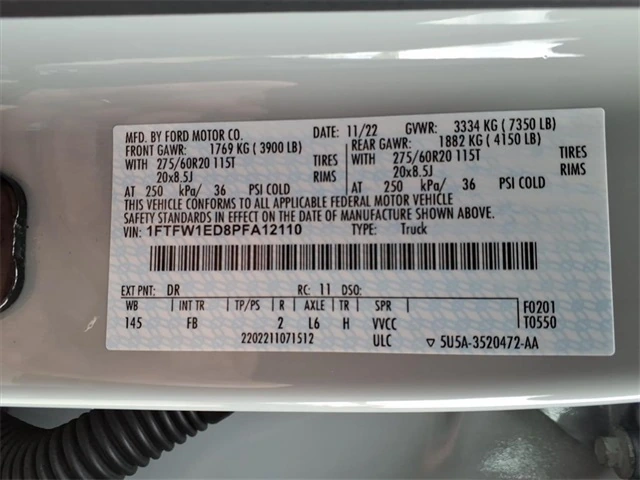 MFD. BY FORD MOTOR CO. DATE: 11/22 GVWR: 3334 KG ( 7350 LB)
FRONT GAWR: 1769 KG ( 3900 LB) REAR GAWR: 1882 KG ( 4150 LB)
WITH 275/60R20 115T TIRES WITH 275/60R20 115T TIRES
20x8.5J RIMS 20x8.5J RIMS
AT 250 kPa/ 36 PSI COLD AT 250 kPa/ 36 PSI COLD
THIS VEHICLE CONFORMS TO ALL APPLICABLE FEDERAL MOTOR VEHICLE
SAFETY STANDARDS IN EFFECT ON THE DATE OF MANUFACTURE SHOWN ABOVE.
VIN: 1FTFW1ED8PFA12110 TYPE: Truck
EXT PNT: DR RC: 11 DSO:
WB INT TR TP/PS R AXLE TR SPR F0201
145 FB 2 L6 H VVCC T0550
2202211071512 ULC ▽ 5U5A-3520472-AA